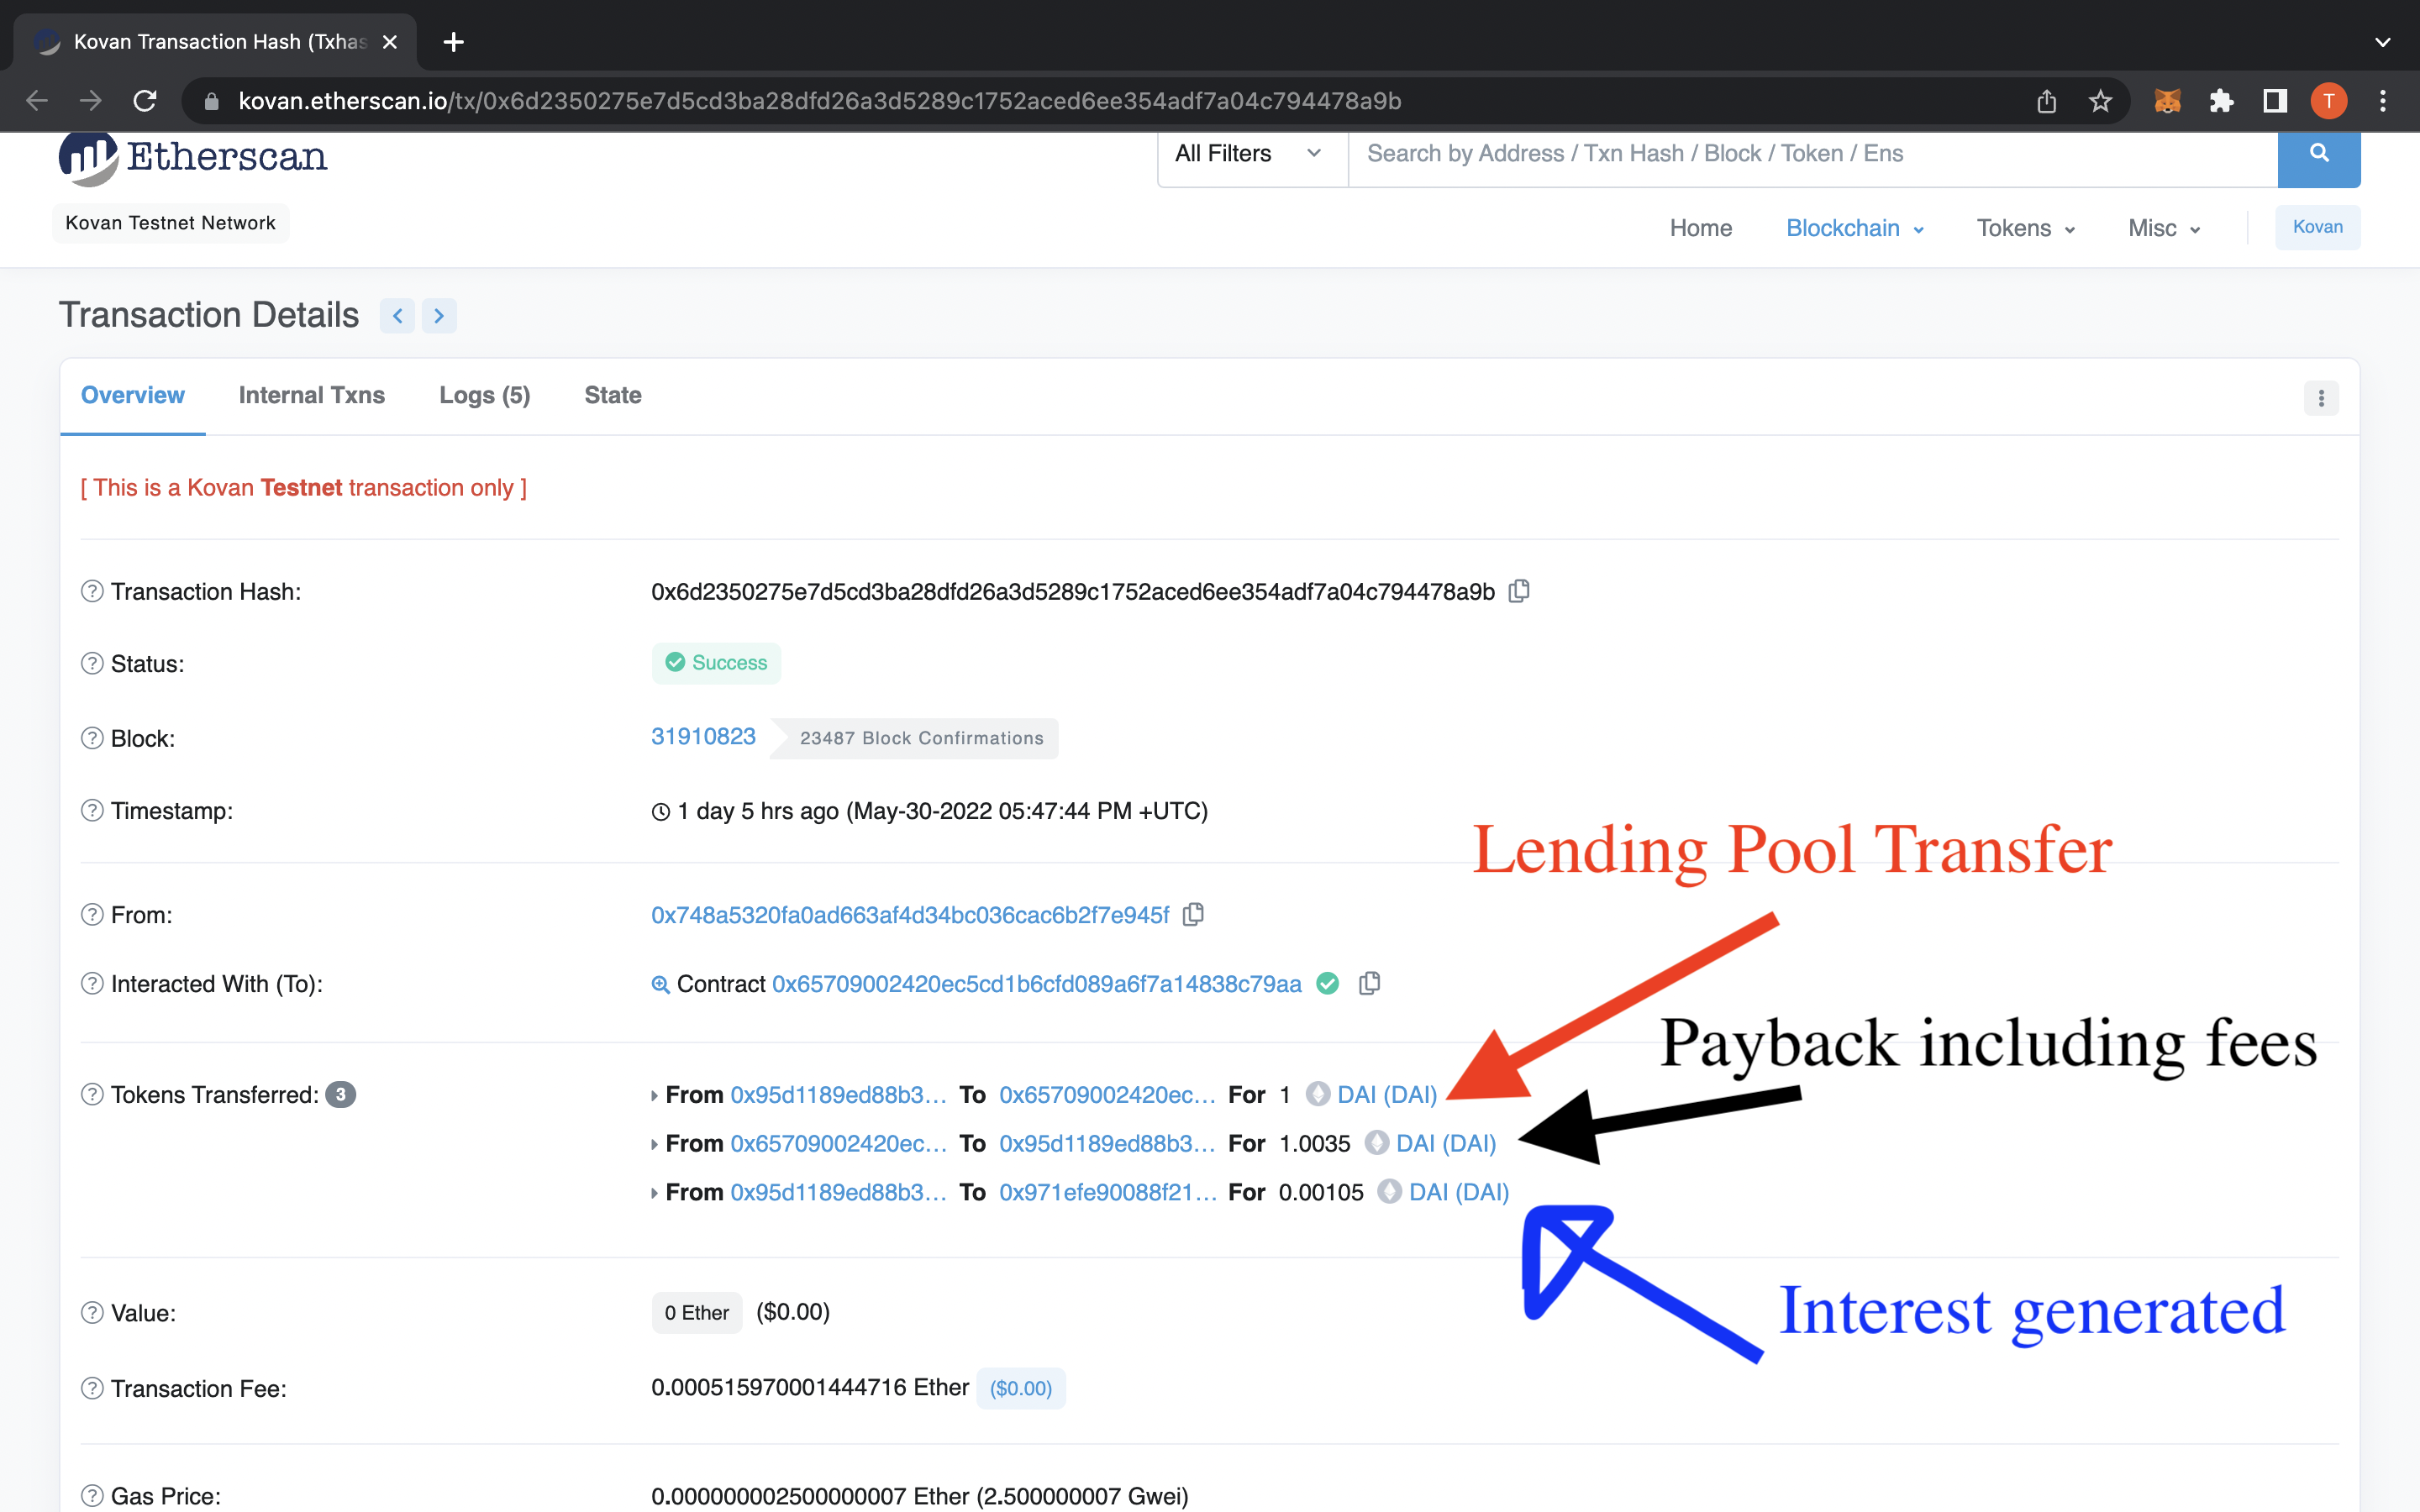 Kovan Transaction Hash (Txhas
kovan.etherscan.io/tx/0x6d2350275e7d5cd3ba28dfd26a3d5289c1752aced6ee354adf7a04c794478a9b
T
Etherscan
All Filters
Search by Address / Txn Hash / Block / Token / Ens
Kovan Testnet Network
Home Blockchain Tokens Misc Kovan
Transaction Details
Overview Internal Txns Logs (5) State
[ This is a Kovan Testnet transaction only ]
Transaction Hash: 0x6d2350275e7d5cd3ba28dfd26a3d5289c1752aced6ee354adf7a04c794478a9b
Status: Success
Block: 31910823 23487 Block Confirmations
Timestamp: 1 day 5 hrs ago (May-30-2022 05:47:44 PM +UTC)
Lending Pool Transfer
From: 0x748a5320fa0ad663af4d34bc036cac6b2f7e945f
Interacted With (To): Contract 0x65709002420ec5cd1b6cfd089a6f7a14838c79aa
Payback including fees
Tokens Transferred: 3 From 0x95d1189ed88b3... To 0x65709002420ec... For 1 DAI (DAI)
From 0x65709002420ec... To 0x95d1189ed88b3... For 1.0035 DAI (DAI)
From 0x95d1189ed88b3... To 0x971efe90088f21... For 0.00105 DAI (DAI)
Interest generated
Value: 0 Ether ($0.00)
Transaction Fee: 0.000515970001444716 Ether ($0.00)
Gas Price: 0.000000002500000007 Ether (2.500000007 Gwei)